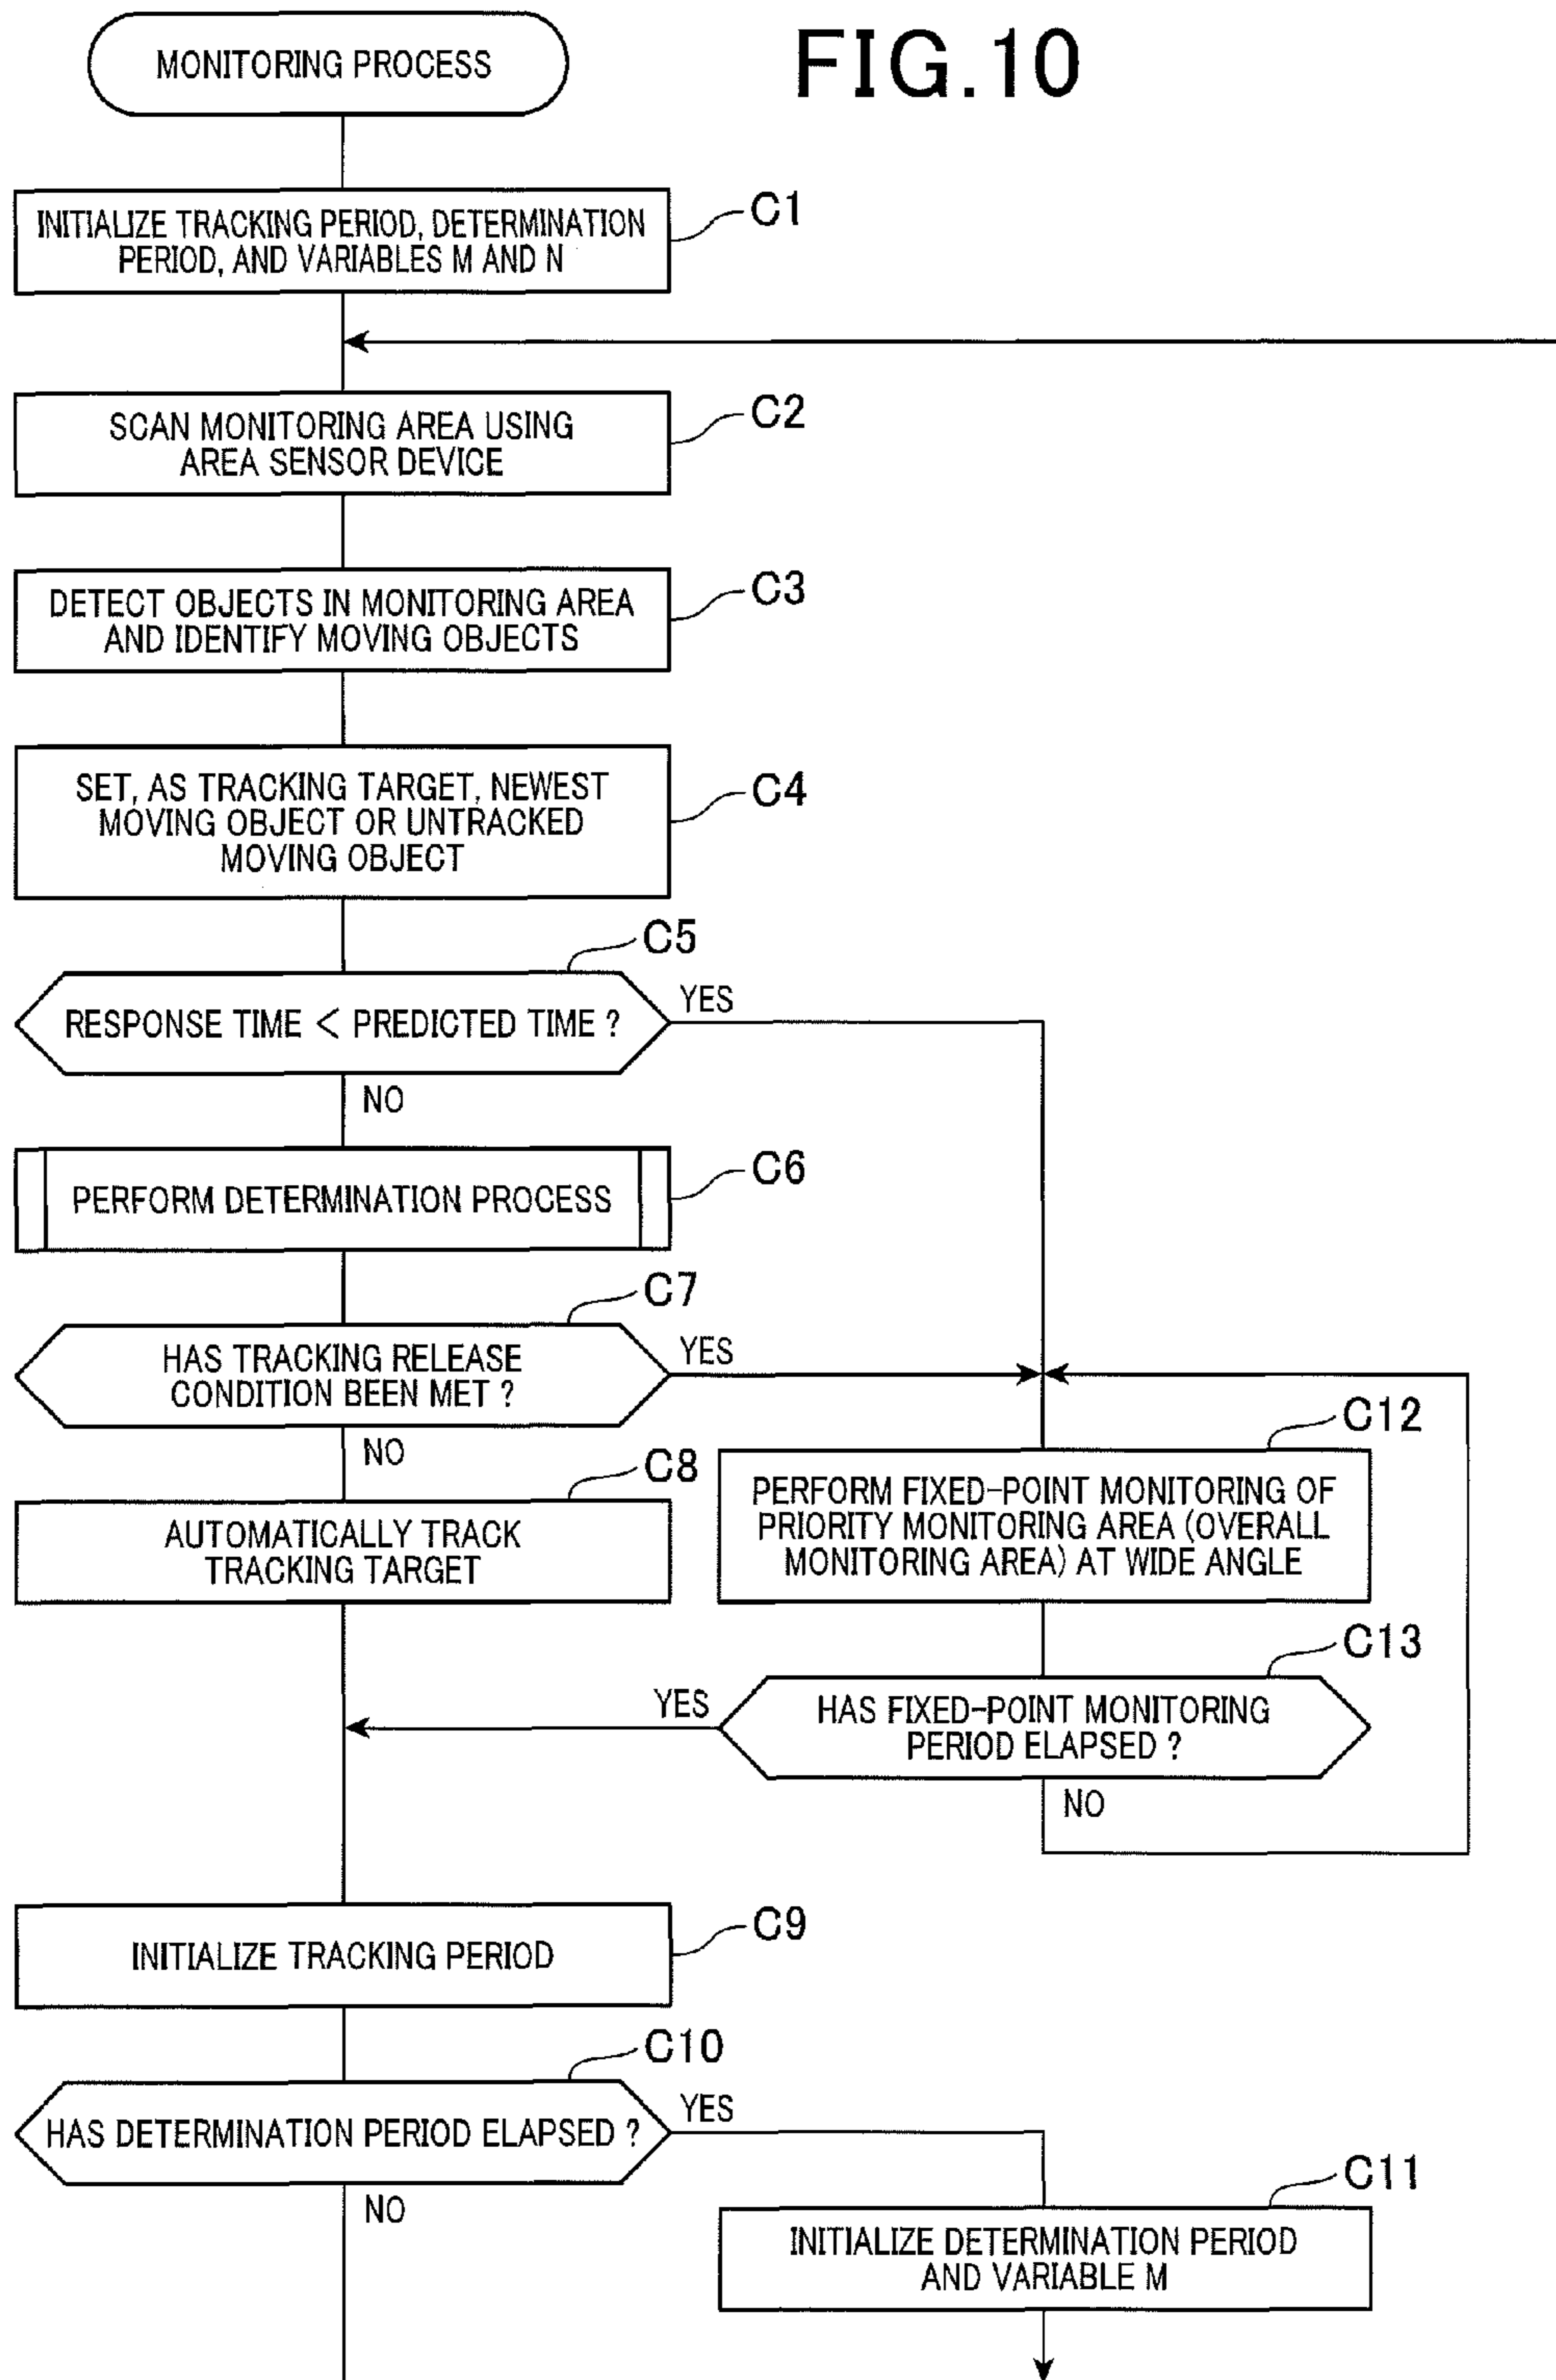 FIG.10
MONITORING PROCESS
C1
INITIALIZE TRACKING PERIOD, DETERMINATION
PERIOD, AND VARIABLES M AND N
C2
SCAN MONITORING AREA USING
AREA SENSOR DEVICE
C3
DETECT OBJECTS IN MONITORING AREA
AND IDENTIFY MOVING OBJECTS
C4
SET, AS TRACKING TARGET, NEWEST
MOVING OBJECT OR UNTRACKED
MOVING OBJECT
C5
RESPONSE TIME < PREDICTED TIME ?
YES
NO
C6
PERFORM DETERMINATION PROCESS
C7
HAS TRACKING RELEASE
CONDITION BEEN MET ?
YES
NO
C8
AUTOMATICALLY TRACK
TRACKING TARGET
C12
PERFORM FIXED-POINT MONITORING OF
PRIORITY MONITORING AREA (OVERALL
MONITORING AREA) AT WIDE ANGLE
C13
HAS FIXED-POINT MONITORING
PERIOD ELAPSED ?
YES
NO
C9
INITIALIZE TRACKING PERIOD
C10
HAS DETERMINATION PERIOD ELAPSED ?
YES
NO
C11
INITIALIZE DETERMINATION PERIOD
AND VARIABLE M